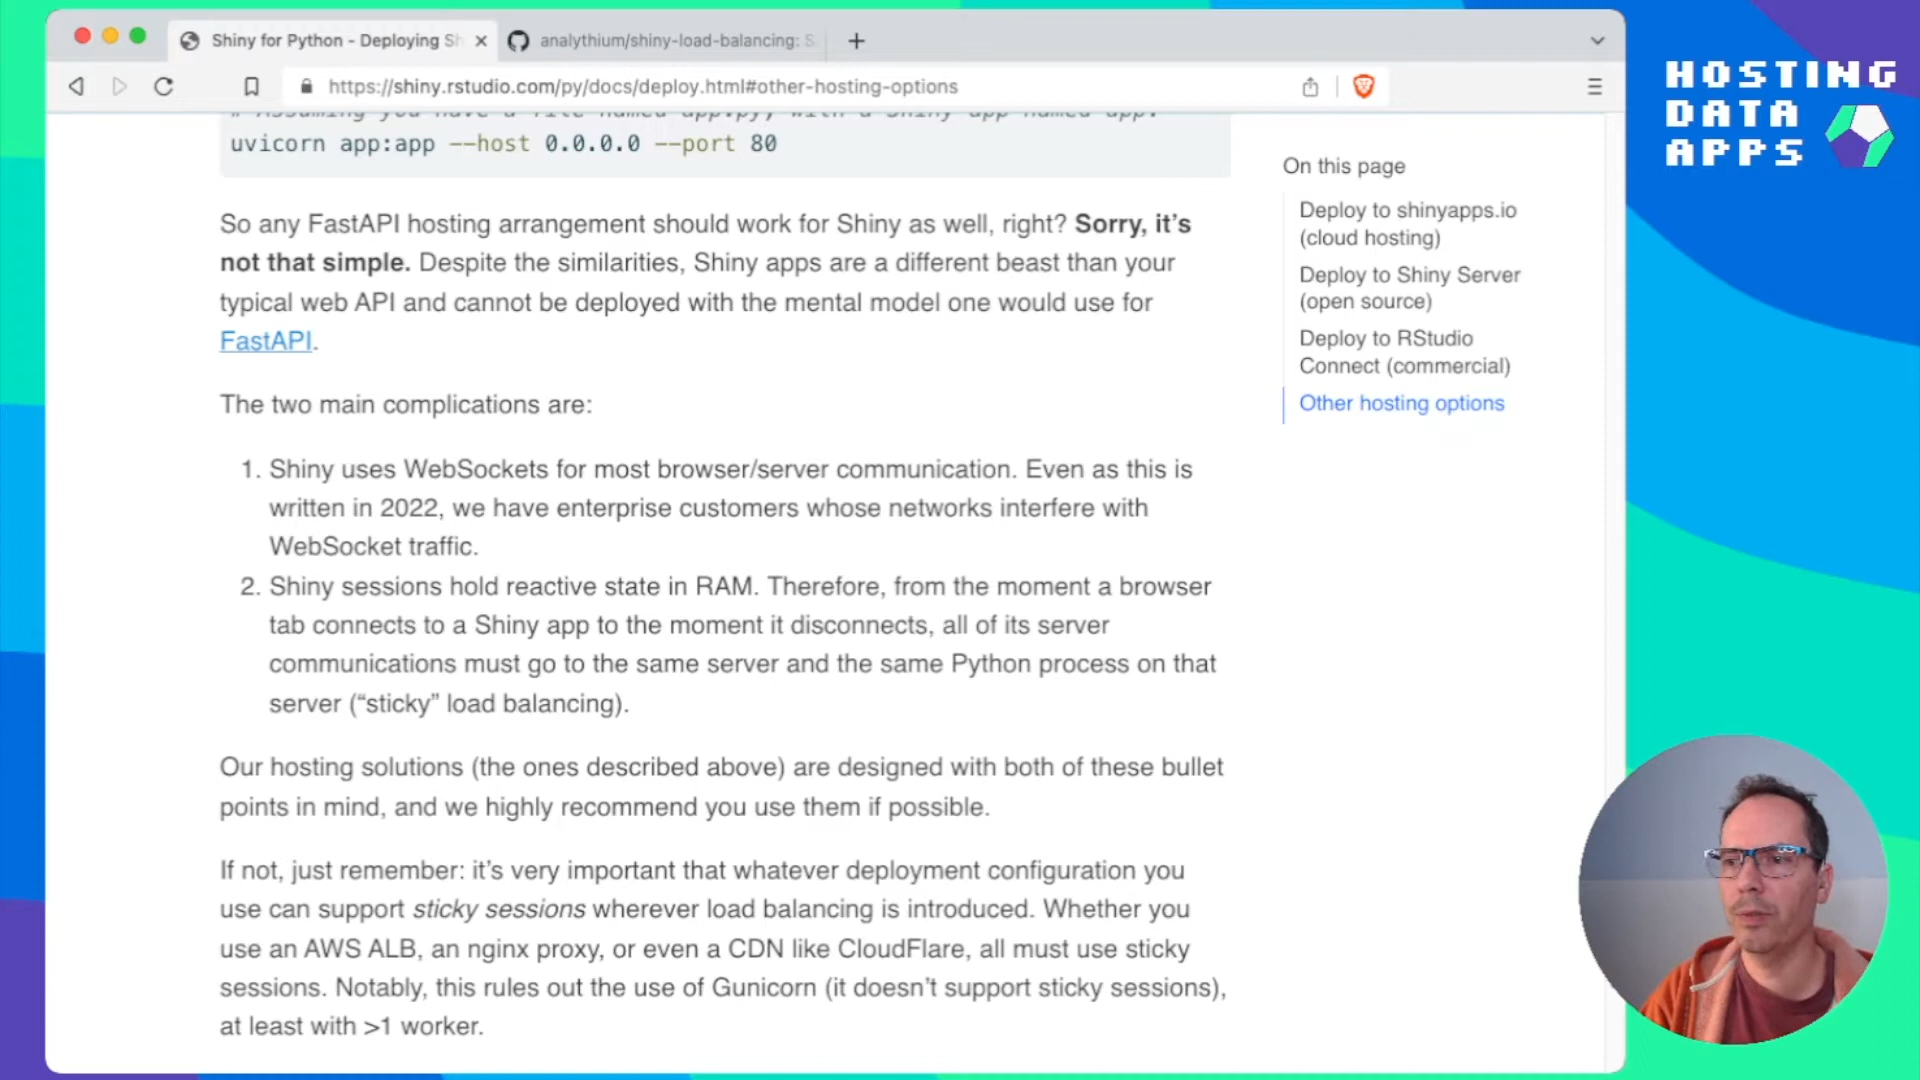 Shiny for Python - Deploying Sh
analythium/shiny-load-balancing: S
https://shiny.rstudio.com/py/docs/deploy.html#other-hosting-options
HOSTING
DATA
APPS
# Assuming you have a file named app.py, with a Shiny app named app:
uvicorn app:app --host 0.0.0.0 --port 80
So any FastAPI hosting arrangement should work for Shiny as well, right? Sorry, it’s
not that simple. Despite the similarities, Shiny apps are a different beast than your
typical web API and cannot be deployed with the mental model one would use for
FastAPI.
The two main complications are:
1. Shiny uses WebSockets for most browser/server communication. Even as this is
written in 2022, we have enterprise customers whose networks interfere with
WebSocket traffic.
2. Shiny sessions hold reactive state in RAM. Therefore, from the moment a browser
tab connects to a Shiny app to the moment it disconnects, all of its server
communications must go to the same server and the same Python process on that
server (“sticky” load balancing).
Our hosting solutions (the ones described above) are designed with both of these bullet
points in mind, and we highly recommend you use them if possible.
If not, just remember: it’s very important that whatever deployment configuration you
use can support sticky sessions wherever load balancing is introduced. Whether you
use an AWS ALB, an nginx proxy, or even a CDN like CloudFlare, all must use sticky
sessions. Notably, this rules out the use of Gunicorn (it doesn’t support sticky sessions),
at least with >1 worker.
On this page
Deploy to shinyapps.io
(cloud hosting)
Deploy to Shiny Server
(open source)
Deploy to RStudio
Connect (commercial)
Other hosting options